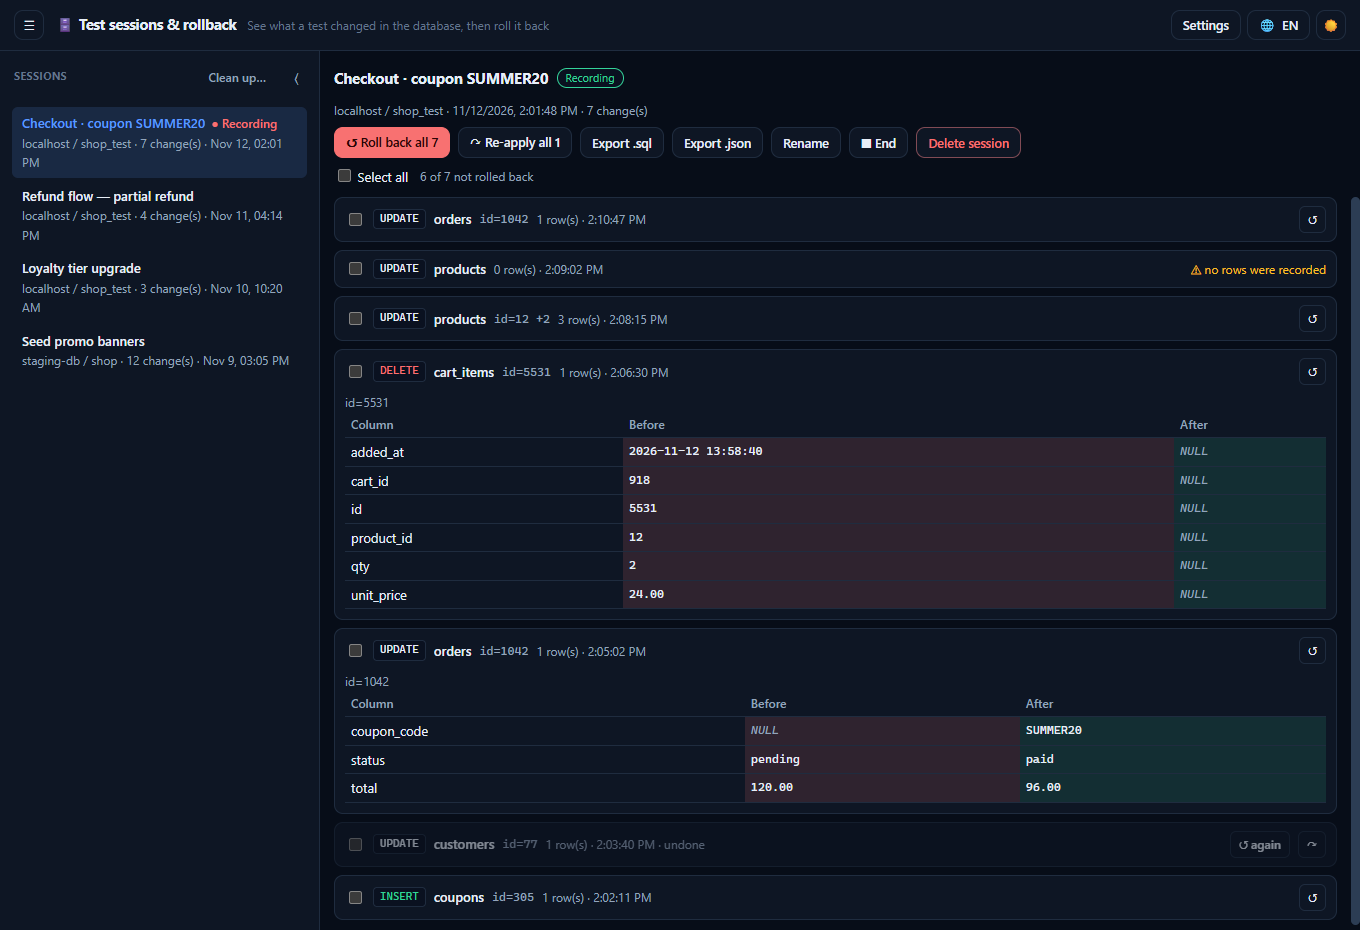 ☰ Test sessions & rollback See what a test changed in the database, then roll it back Settings EN
SESSIONS Clean up...
Checkout · coupon SUMMER20 ● Recording
localhost / shop_test · 7 change(s) · Nov 12, 02:01
PM
Refund flow — partial refund
localhost / shop_test · 4 change(s) · Nov 11, 04:14
PM
Loyalty tier upgrade
localhost / shop_test · 3 change(s) · Nov 10, 10:20
AM
Seed promo banners
staging-db / shop · 12 change(s) · Nov 9, 03:05 PM
Checkout · coupon SUMMER20 Recording
localhost / shop_test · 11/12/2026, 2:01:48 PM · 7 change(s)
↺ Roll back all 7 ↷ Re-apply all 1 Export .sql Export .json Rename ■ End Delete session
Select all 6 of 7 not rolled back
UPDATE orders id=1042 1 row(s) · 2:10:47 PM ↺
UPDATE products 0 row(s) · 2:09:02 PM ⚠ no rows were recorded
UPDATE products id=12 +2 3 row(s) · 2:08:15 PM ↺
DELETE cart_items id=5531 1 row(s) · 2:06:30 PM ↺
id=5531
Column Before After
added_at 2026-11-12 13:58:40 NULL
cart_id 918 NULL
id 5531 NULL
product_id 12 NULL
qty 2 NULL
unit_price 24.00 NULL
UPDATE orders id=1042 1 row(s) · 2:05:02 PM ↺
id=1042
Column Before After
coupon_code NULL SUMMER20
status pending paid
total 120.00 96.00
UPDATE customers id=77 1 row(s) · 2:03:40 PM · undone ↺ again ↷
INSERT coupons id=305 1 row(s) · 2:02:11 PM ↺